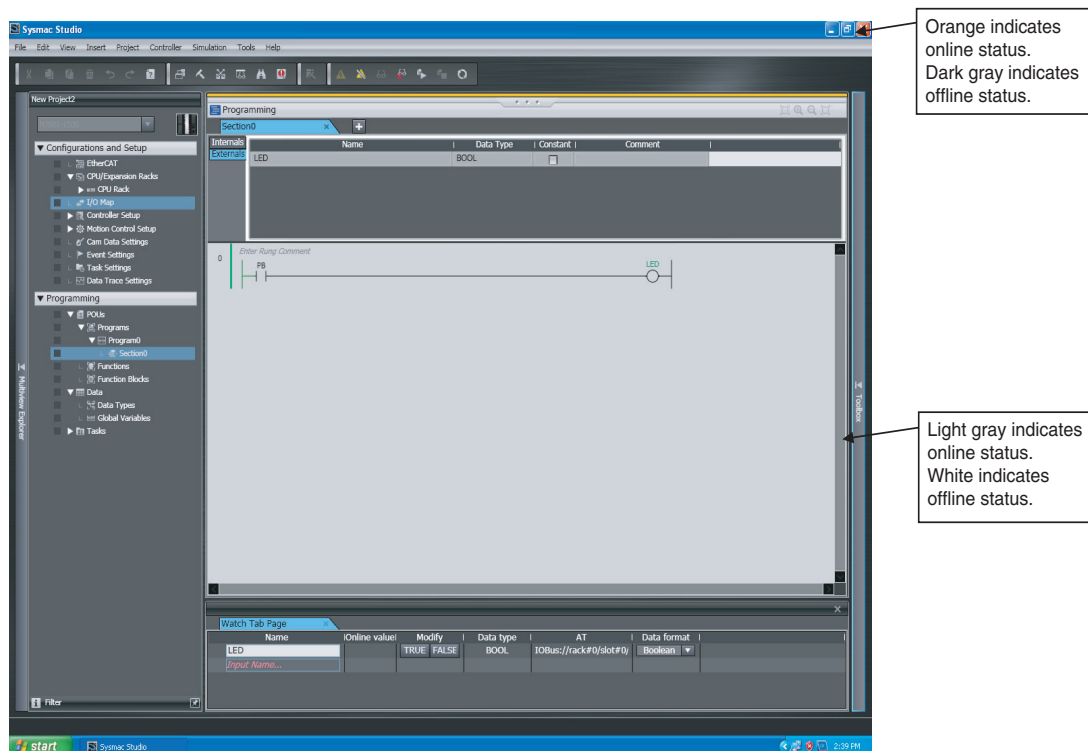 Sysmac Studio
File Edit View Insert Project Controller Simulation Tools Help
New Project2
Configurations and Setup
EtherCAT
CPU/Expansion Racks
CPU Rack
I/O Map
Controller Setup
Motion Control Setup
Cam Data Settings
Event Settings
Task Settings
Data Trace Settings
Programming
POUs
Programs
Program0
Section0
Functions
Function Blocks
Data
Data Types
Global Variables
Tasks
Filter
Multiview Explorer
Programming
Section0
Internals
Externals
Name Data Type Constant Comment
LED BOOL
0
Enter Rung Comment
PB
LED
Toolbox
Watch Tab Page
Name Online value Modify Data type AT Data format
LED TRUE FALSE BOOL IOBus://rack#0/slot#0/ Boolean
Input Name...
start
Sysmac Studio
2:39 PM
Orange indicates
online status.
Dark gray indicates
offline status.
Light gray indicates
online status.
White indicates
offline status.